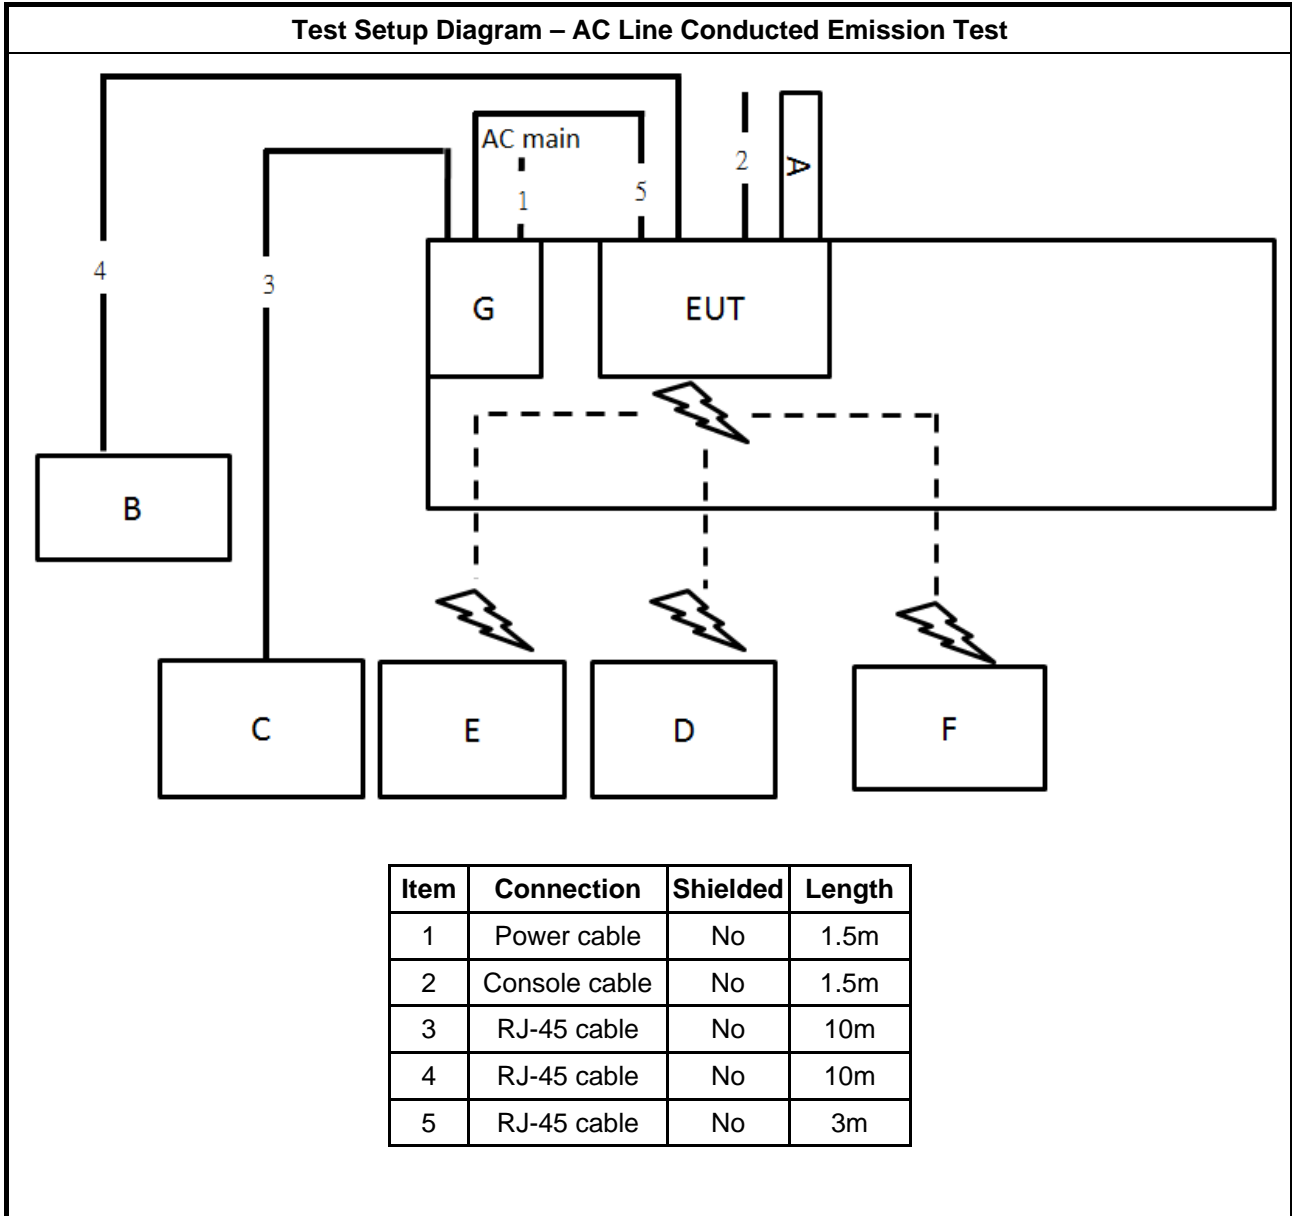 Test Setup Diagram – AC Line Conducted Emission Test
AC main
1
5
2
A
4
3
G
EUT
B
C
E
D
F
Item Connection Shielded Length
1 Power cable No 1.5m
2 Console cable No 1.5m
3 RJ-45 cable No 10m
4 RJ-45 cable No 10m
5 RJ-45 cable No 3m